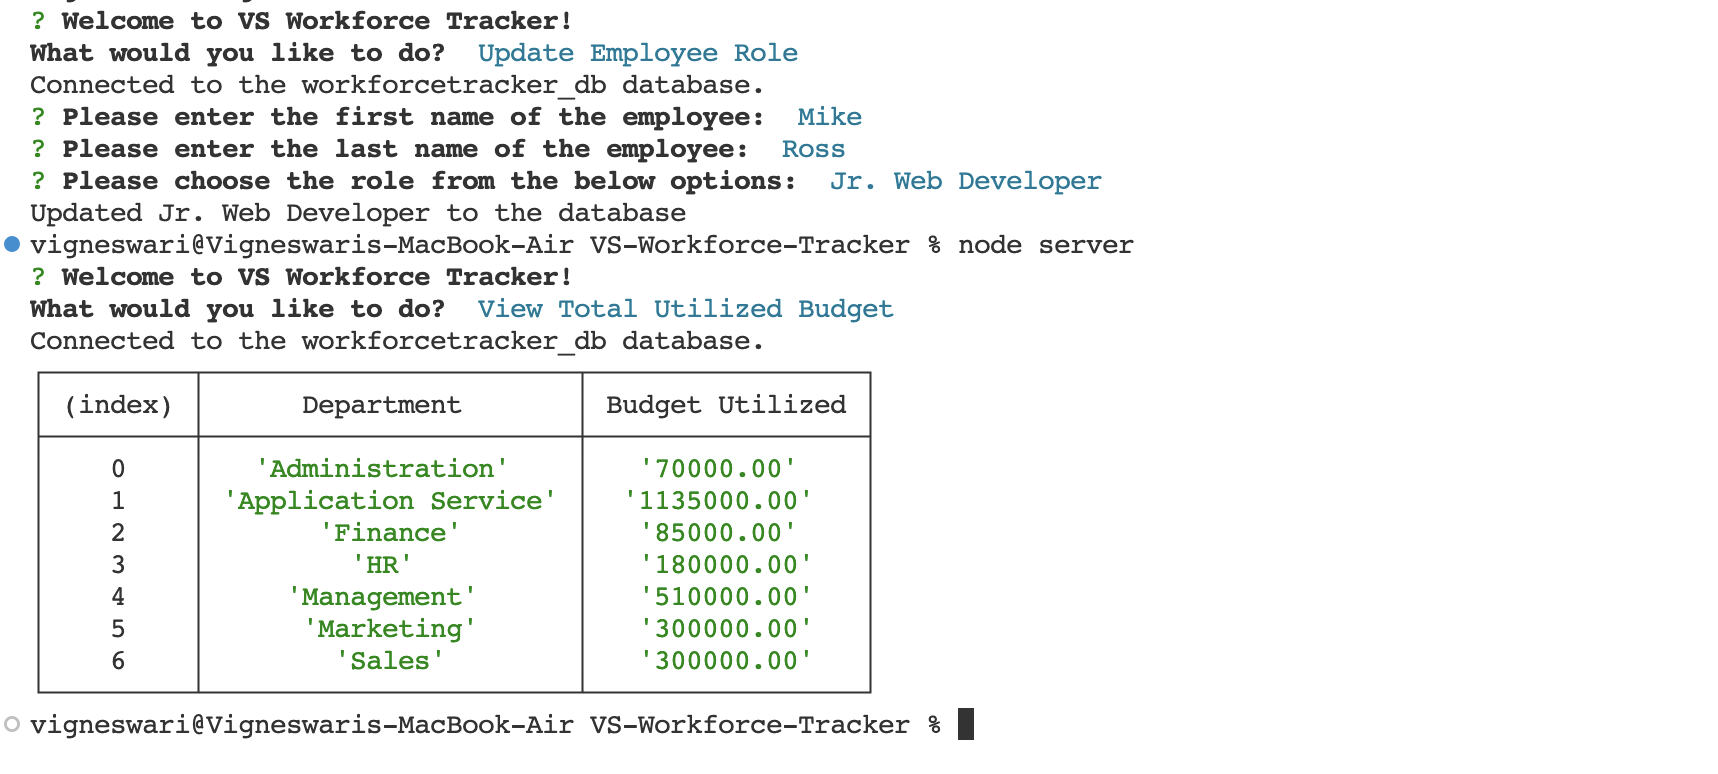 ? Welcome to VS Workforce Tracker!
What would you like to do?  Update Employee Role
Connected to the workforcetracker_db database.
? Please enter the first name of the employee:  Mike
? Please enter the last name of the employee:  Ross
? Please choose the role from the below options:  Jr. Web Developer
Updated Jr. Web Developer to the database
vigneswari@Vigneswaris-MacBook-Air VS-Workforce-Tracker % node server
? Welcome to VS Workforce Tracker!
What would you like to do?  View Total Utilized Budget
Connected to the workforcetracker_db database.
(index) Department Budget Utilized
0 'Administration' '70000.00'
1 'Application Service' '1135000.00'
2 'Finance' '85000.00'
3 'HR' '180000.00'
4 'Management' '510000.00'
5 'Marketing' '300000.00'
6 'Sales' '300000.00'
vigneswari@Vigneswaris-MacBook-Air VS-Workforce-Tracker %